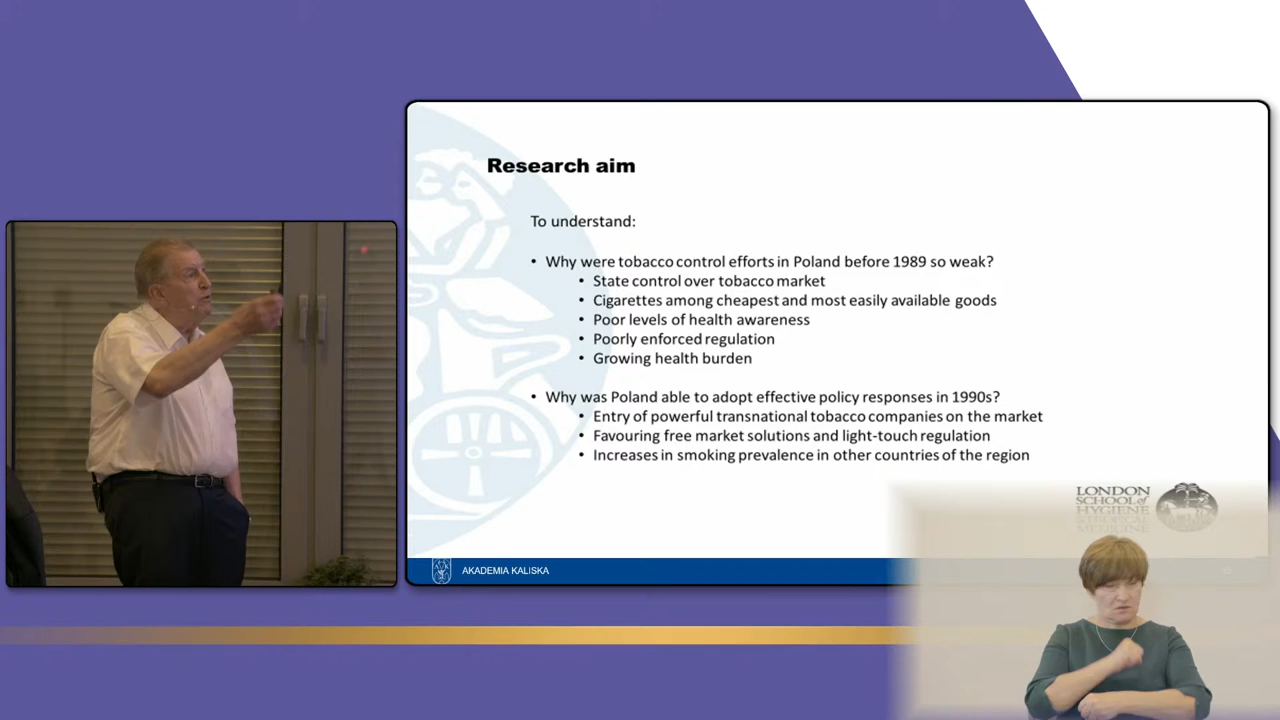 Research aim
To understand:
• Why were tobacco control efforts in Poland before 1989 so weak?
• State control over tobacco market
• Cigarettes among cheapest and most easily available goods
• Poor levels of health awareness
• Poorly enforced regulation
• Growing health burden
• Why was Poland able to adopt effective policy responses in 1990s?
• Entry of powerful transnational tobacco companies on the market
• Favouring free market solutions and light-touch regulation
• Increases in smoking prevalence in other countries of the region
LONDON
SCHOOL of
HYGIENE
& TROPICAL
MEDICINE
AKADEMIA KALISKA